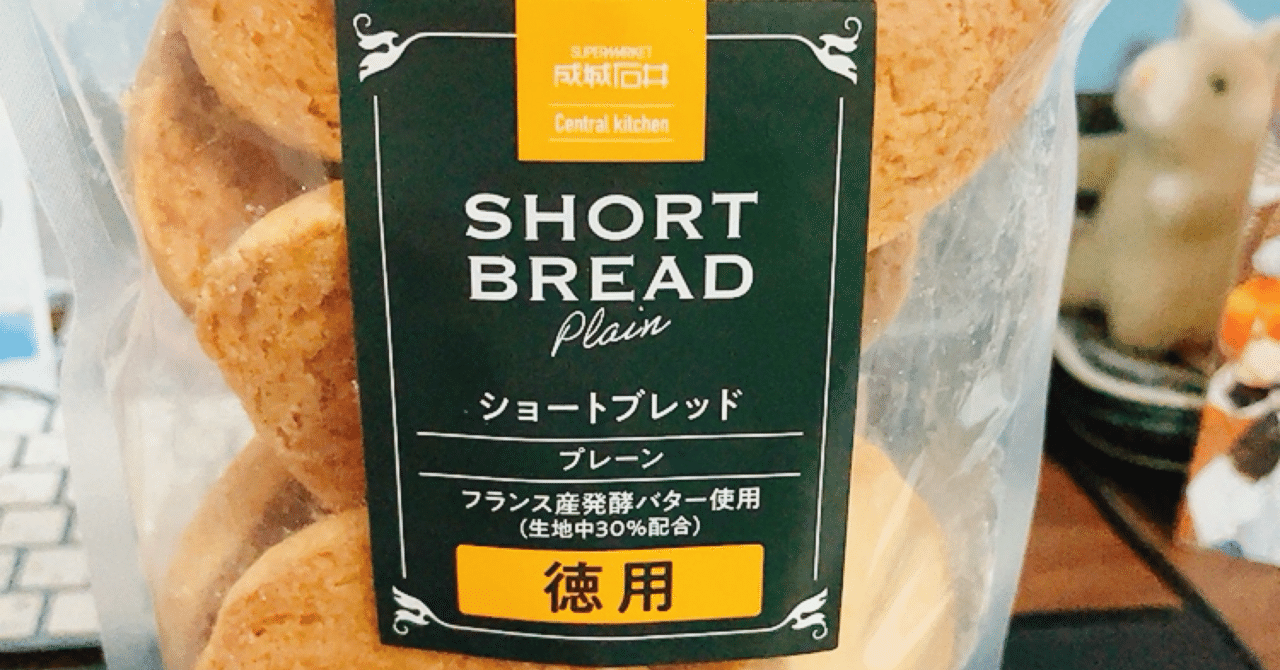 SUPERMARKET
成城石井
Central kitchen
SHORT
BREAD
Plain
ショートブレッド
プレーン
フランス産発酵バター使用
(生地中30%配合)
徳用